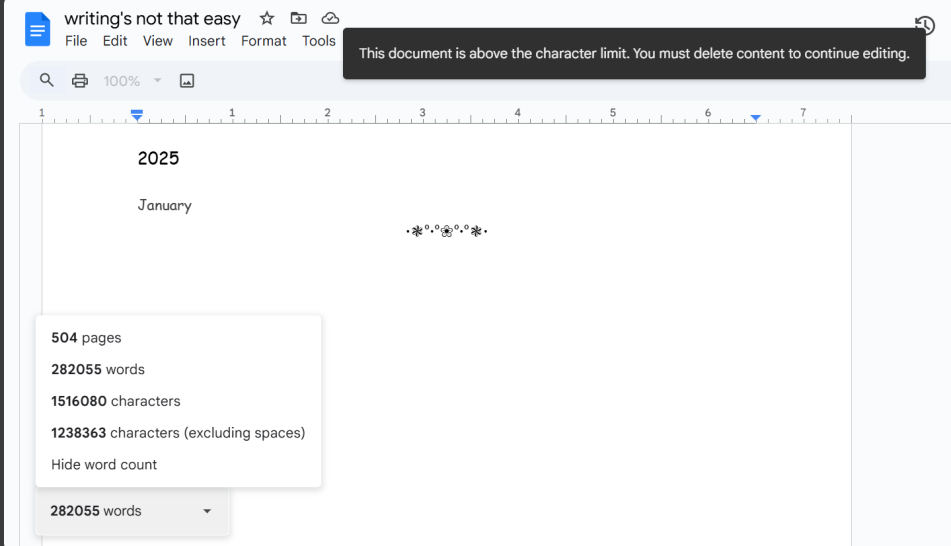 writing's not that easy
File Edit View Insert Format Tools
This document is above the character limit. You must delete content to continue editing.
100%
1 1 2 3 4 5 6 7
2025
January
•❃°•°❀°•°❃•
504 pages
282055 words
1516080 characters
1238363 characters (excluding spaces)
Hide word count
282055 words